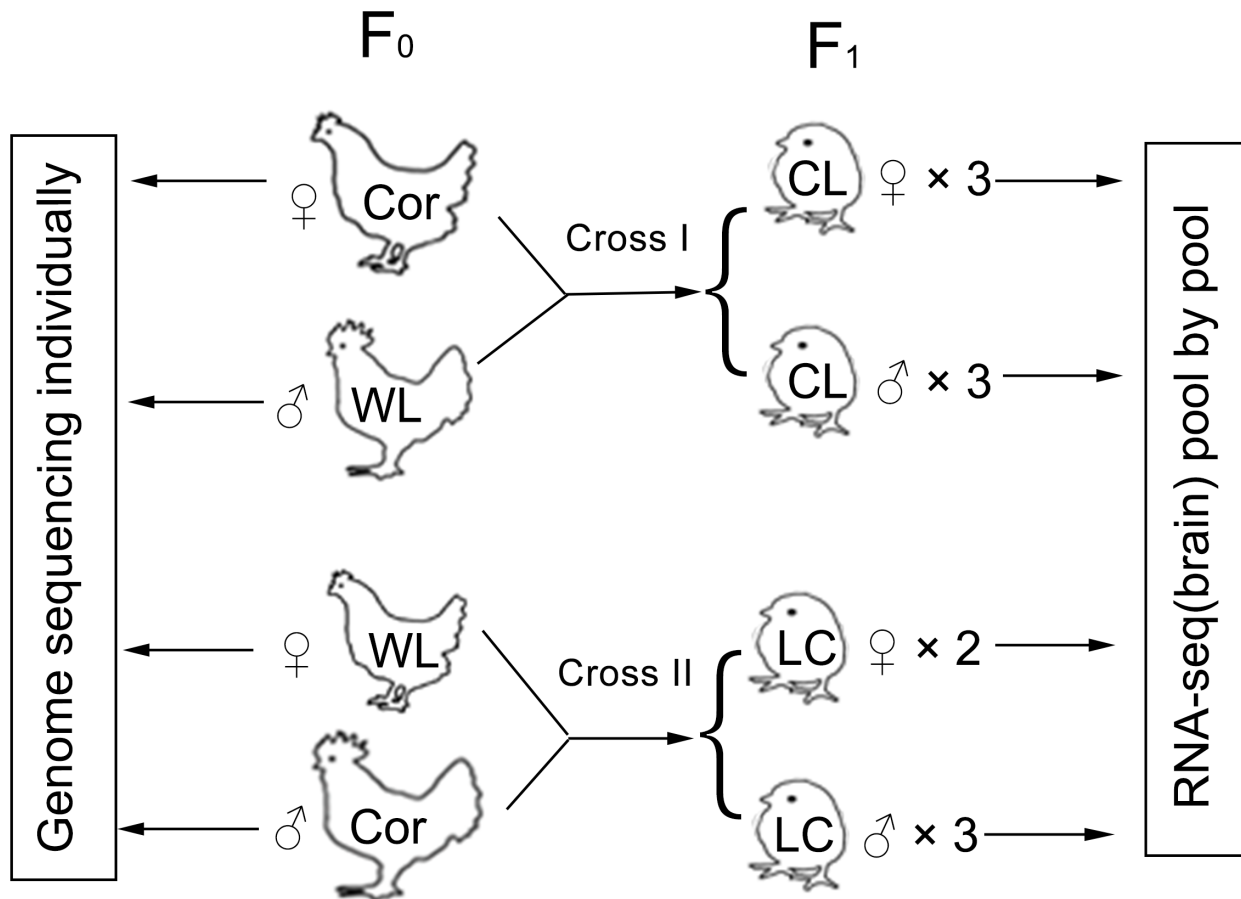 F0 F1
Genome sequencing individually
♀ Cor
Cross I
♂ WL
CL ♀ × 3
CL ♂ × 3
♀ WL
Cross II
♂ Cor
LC ♀ × 2
LC ♂ × 3
RNA-seq(brain) pool by pool